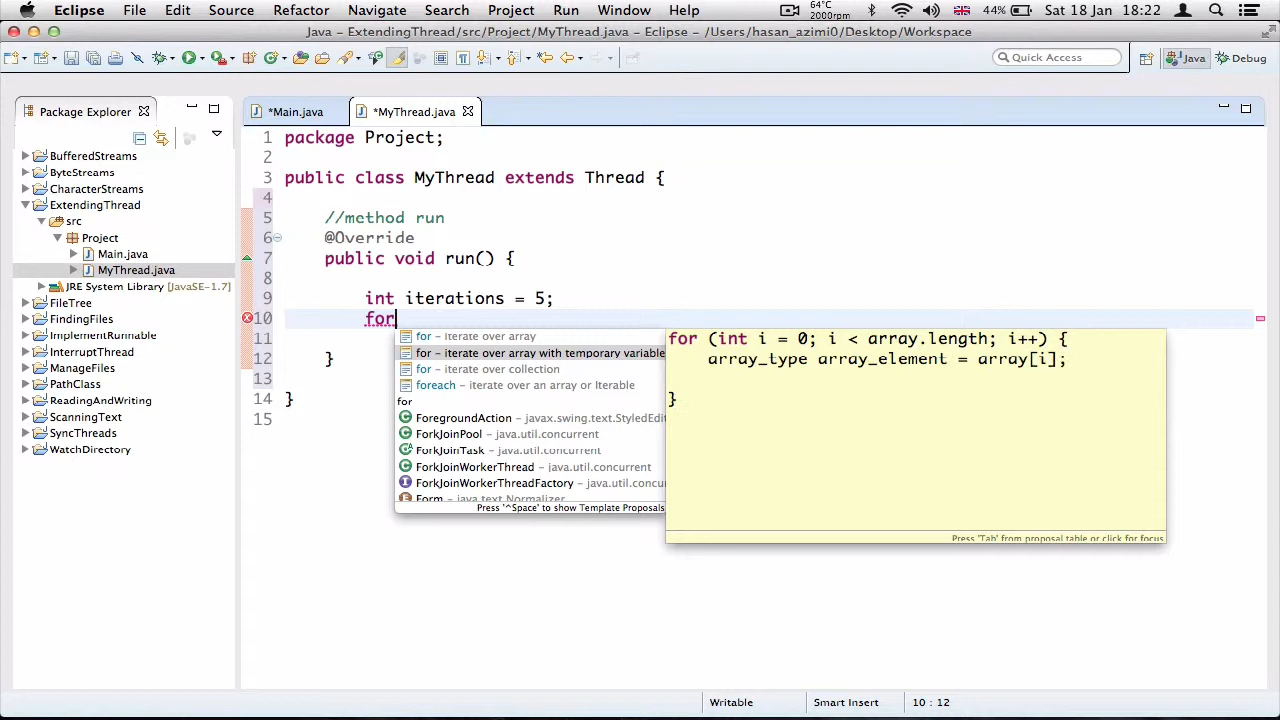 Eclipse File Edit Source Refactor Navigate Search Project Run Window Help 64°C 2000rpm 44% Sat 18 Jan 18:22
Java - ExtendingThread/src/Project/MyThread.java - Eclipse - /Users/hasan_azimi0/Desktop/Workspace
Quick Access Java Debug
Package Explorer
*Main.java *MyThread.java
BufferedStreams
ByteStreams
CharacterStreams
ExtendingThread
src
Project
Main.java
MyThread.java
JRE System Library [JavaSE-1.7]
FileTree
FindingFiles
ImplementRunnable
InterruptThread
ManageFiles
PathClass
ReadingAndWriting
ScanningText
SyncThreads
WatchDirectory
1 package Project;
2
3 public class MyThread extends Thread {
4
5 //method run
6 @Override
7 public void run() {
8
9 int iterations = 5;
10 for
11
12 }
13
14 }
15
for - iterate over array
for - iterate over array with temporary variable
for - iterate over collection
foreach - iterate over an array or Iterable
for
ForegroundAction - javax.swing.text.StyledEdit
ForkJoinPool - java.util.concurrent
ForkJoinTask - java.util.concurrent
ForkJoinWorkerThread - java.util.concurrent
ForkJoinWorkerThreadFactory - java.util.concu
Form - java.text.Normalizer
Press '^Space' to show Template Proposals
for (int i = 0; i < array.length; i++) {
array_type array_element = array[i];
}
Press 'Tab' from proposal table or click for focus
Writable Smart Insert 10 : 12